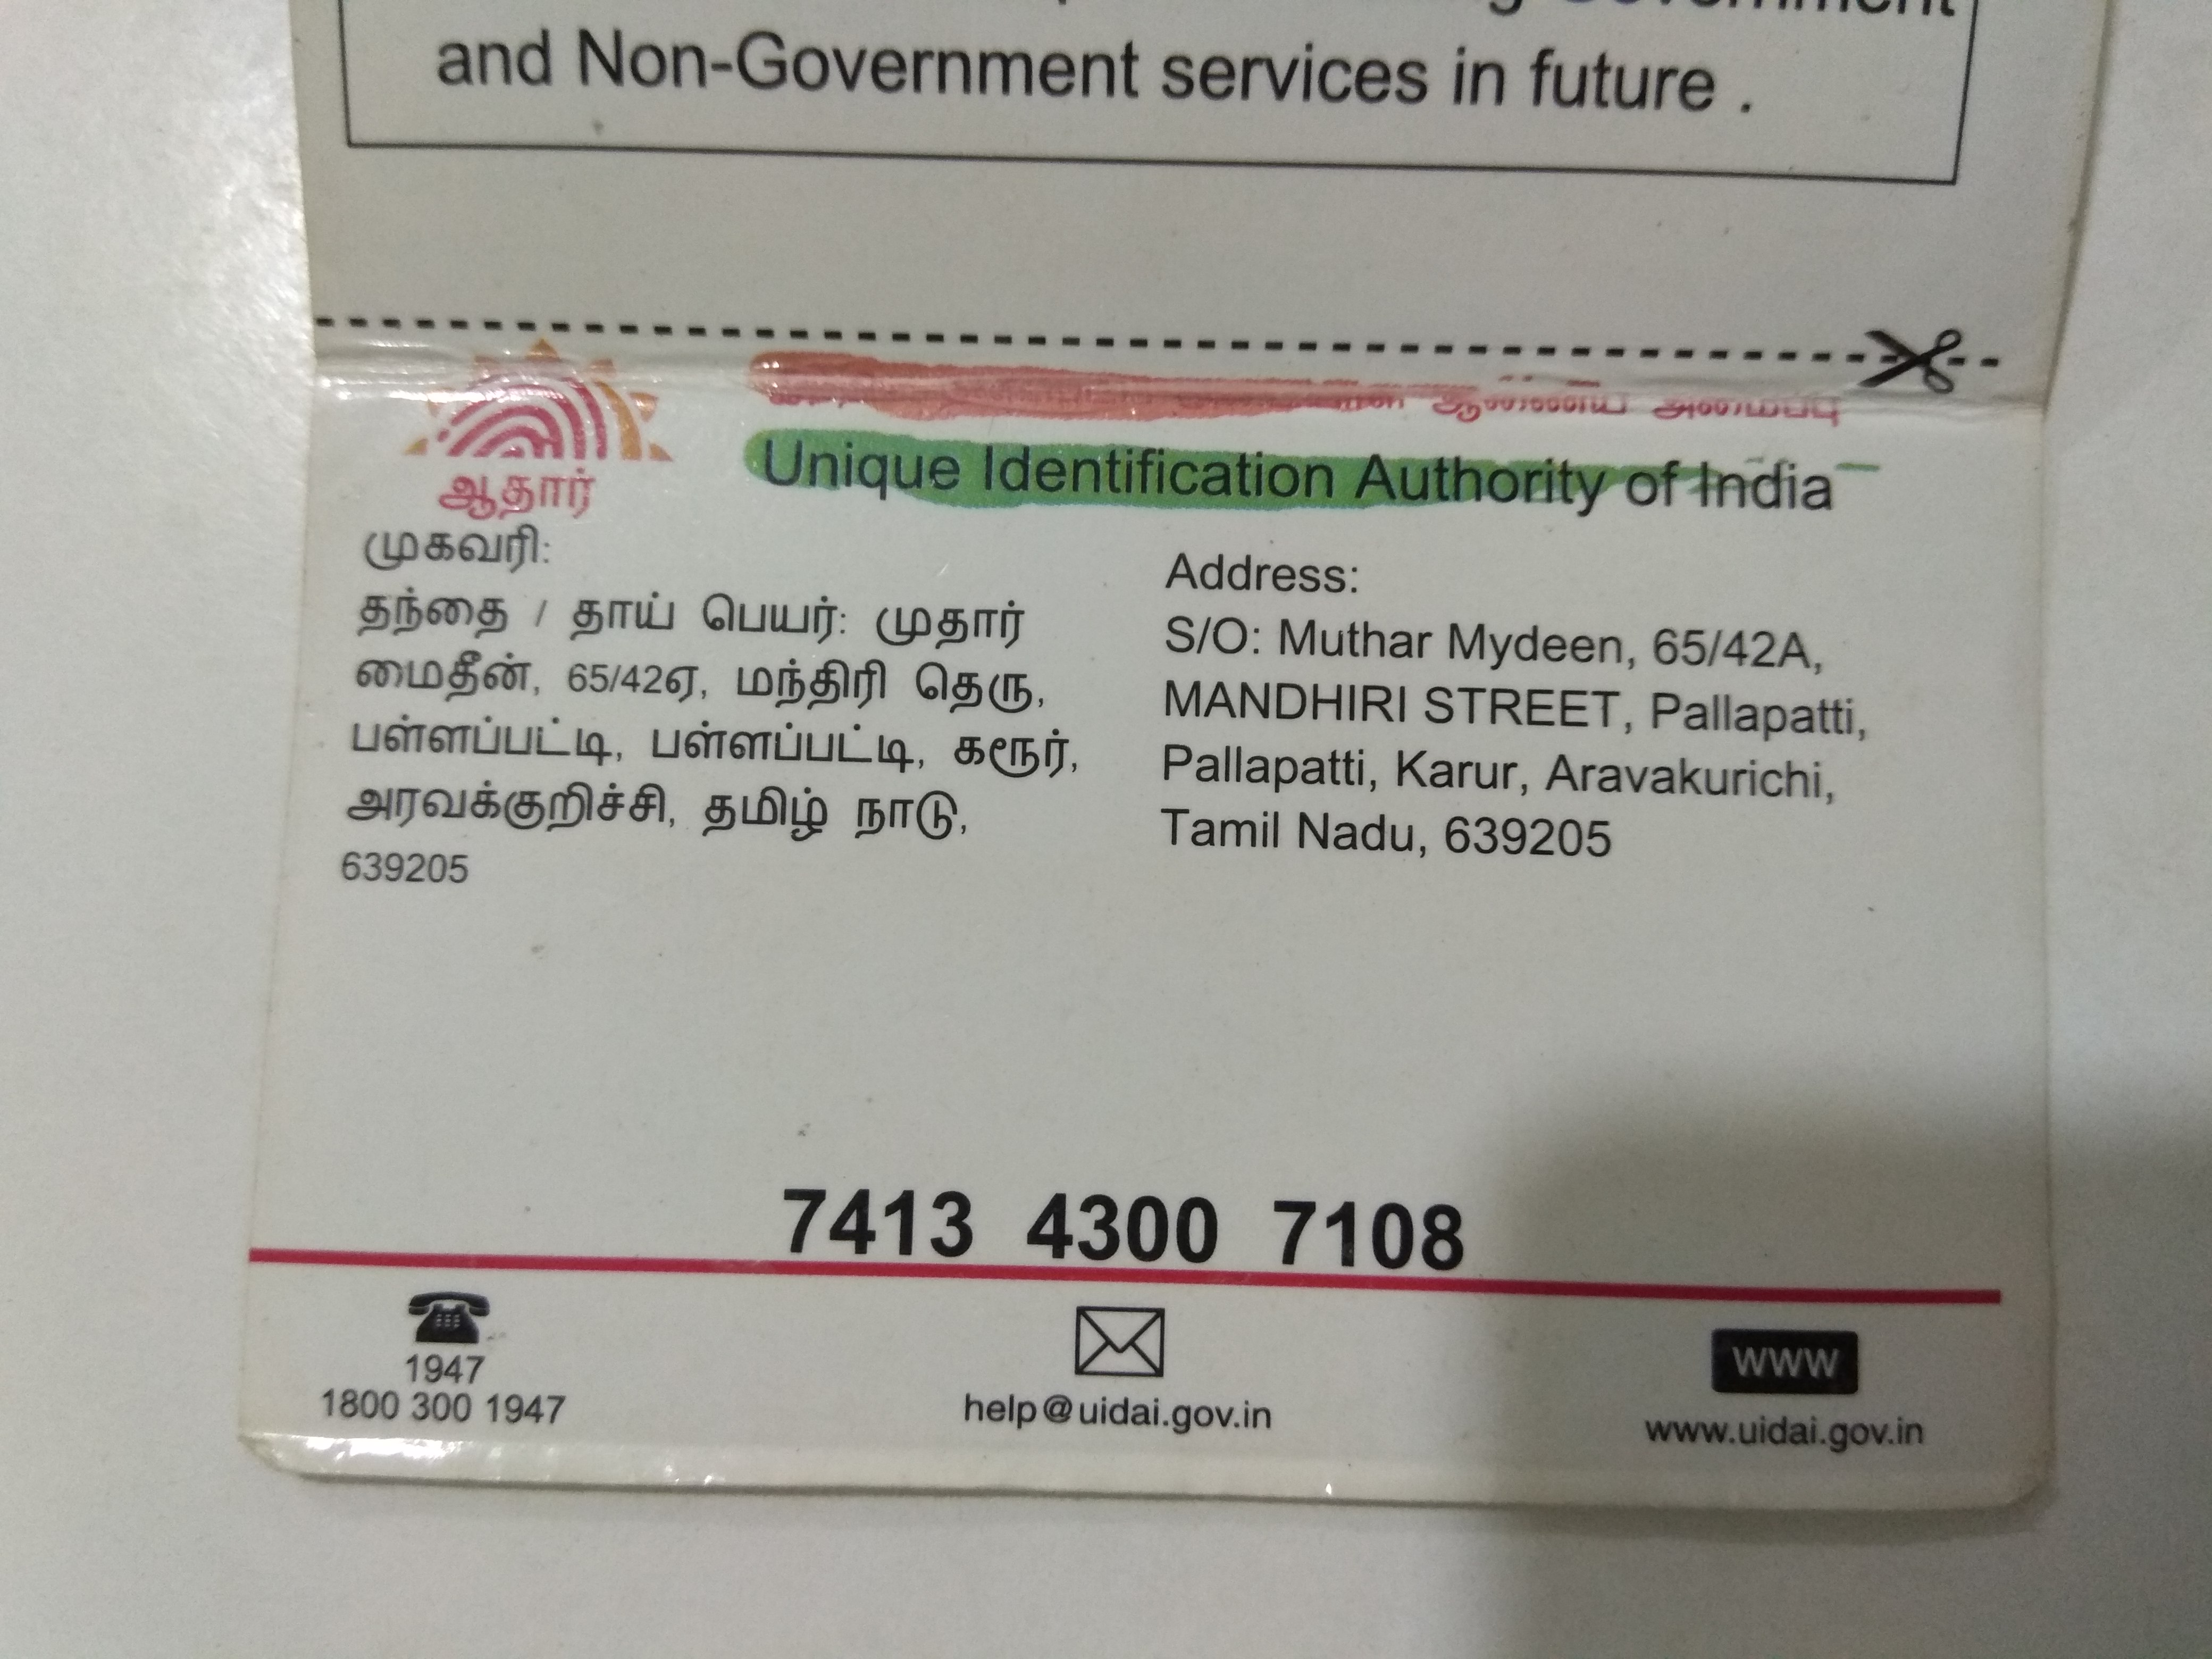 Government
and Non-Government services in future .
ஆணைய அமைப்பு
ஆதார்
Unique Identification Authority of India
முகவரி:
தந்தை / தாய் பெயர்: முதார்
மைதீன், 65/42ஏ, மந்திரி தெரு,
பள்ளப்பட்டி, பள்ளப்பட்டி, கரூர்,
அரவக்குறிச்சி, தமிழ் நாடு,
639205
Address:
S/O: Muthar Mydeen, 65/42A,
MANDHIRI STREET, Pallapatti,
Pallapatti, Karur, Aravakurichi,
Tamil Nadu, 639205
7413 4300 7108
1947
1800 300 1947
help@uidai.gov.in
www
www.uidai.gov.in